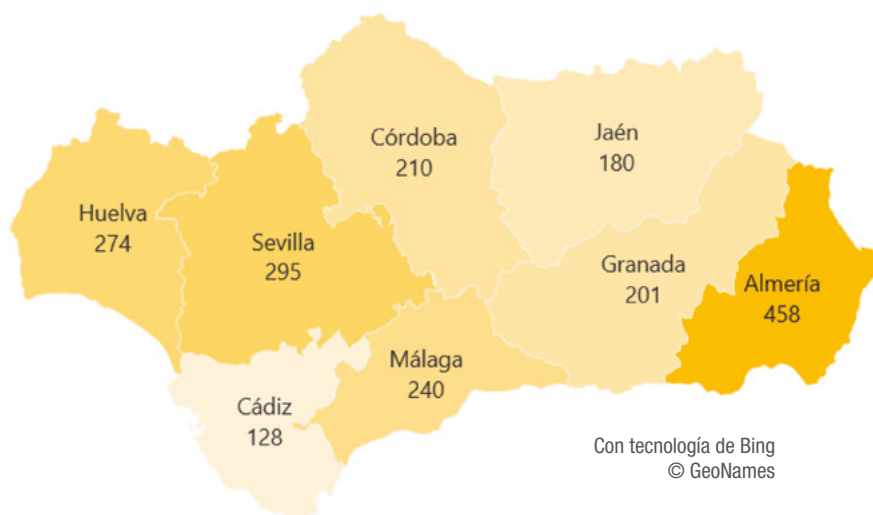 Córdoba
210
Jaén
180
Huelva
274
Sevilla
295
Granada
201
Almería
458
Málaga
240
Cádiz
128
Con tecnología de Bing
© GeoNames